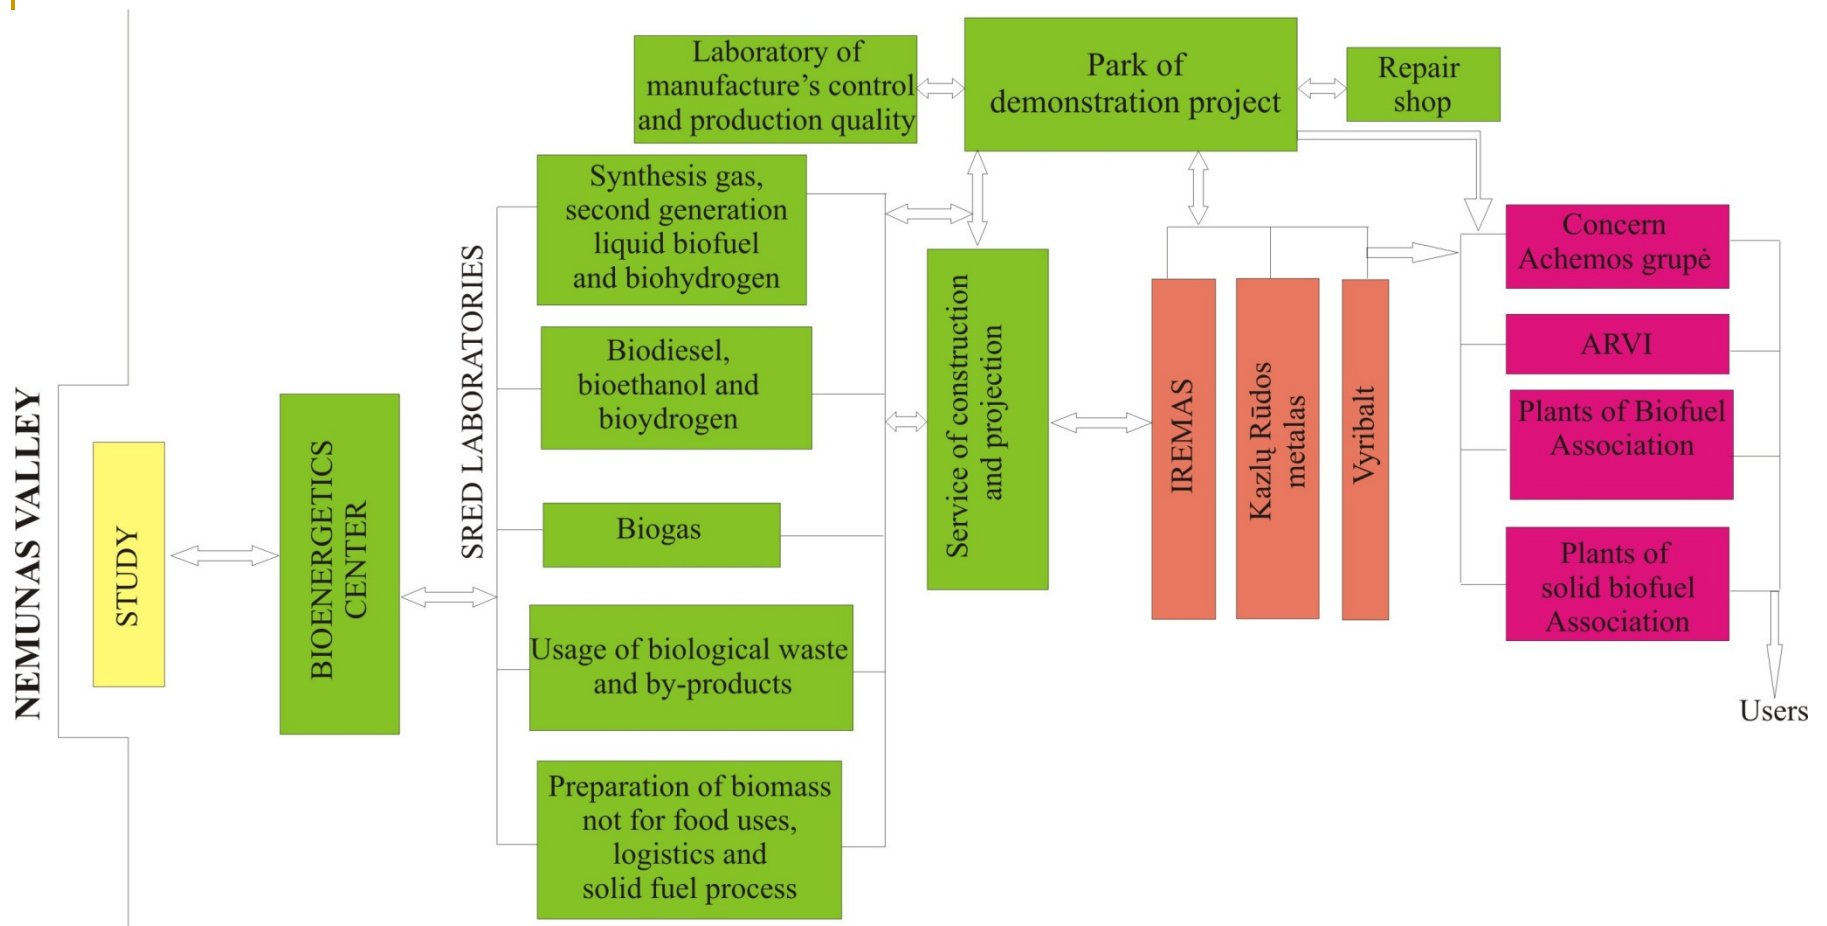 NEMUNAS VALLEY
STUDY
BIOENERGETICS
CENTER
SRED LABORATORIES
Laboratory of
manufacture’s control
and production quality
Park of
demonstration project
Repair
shop
Synthesis gas,
second generation
liquid biofuel
and biohydrogen
Biodiesel,
bioethanol and
bioydrogen
Biogas
Usage of biological waste
and by-products
Preparation of biomass
not for food uses,
logistics and
solid fuel process
Service of construction
and projection
IREMAS
Kazlų Rūdos
metalas
Vyribalt
Concern
Achemos grupė
ARVI
Plants of Biofuel
Association
Plants of
solid biofuel
Association
Users